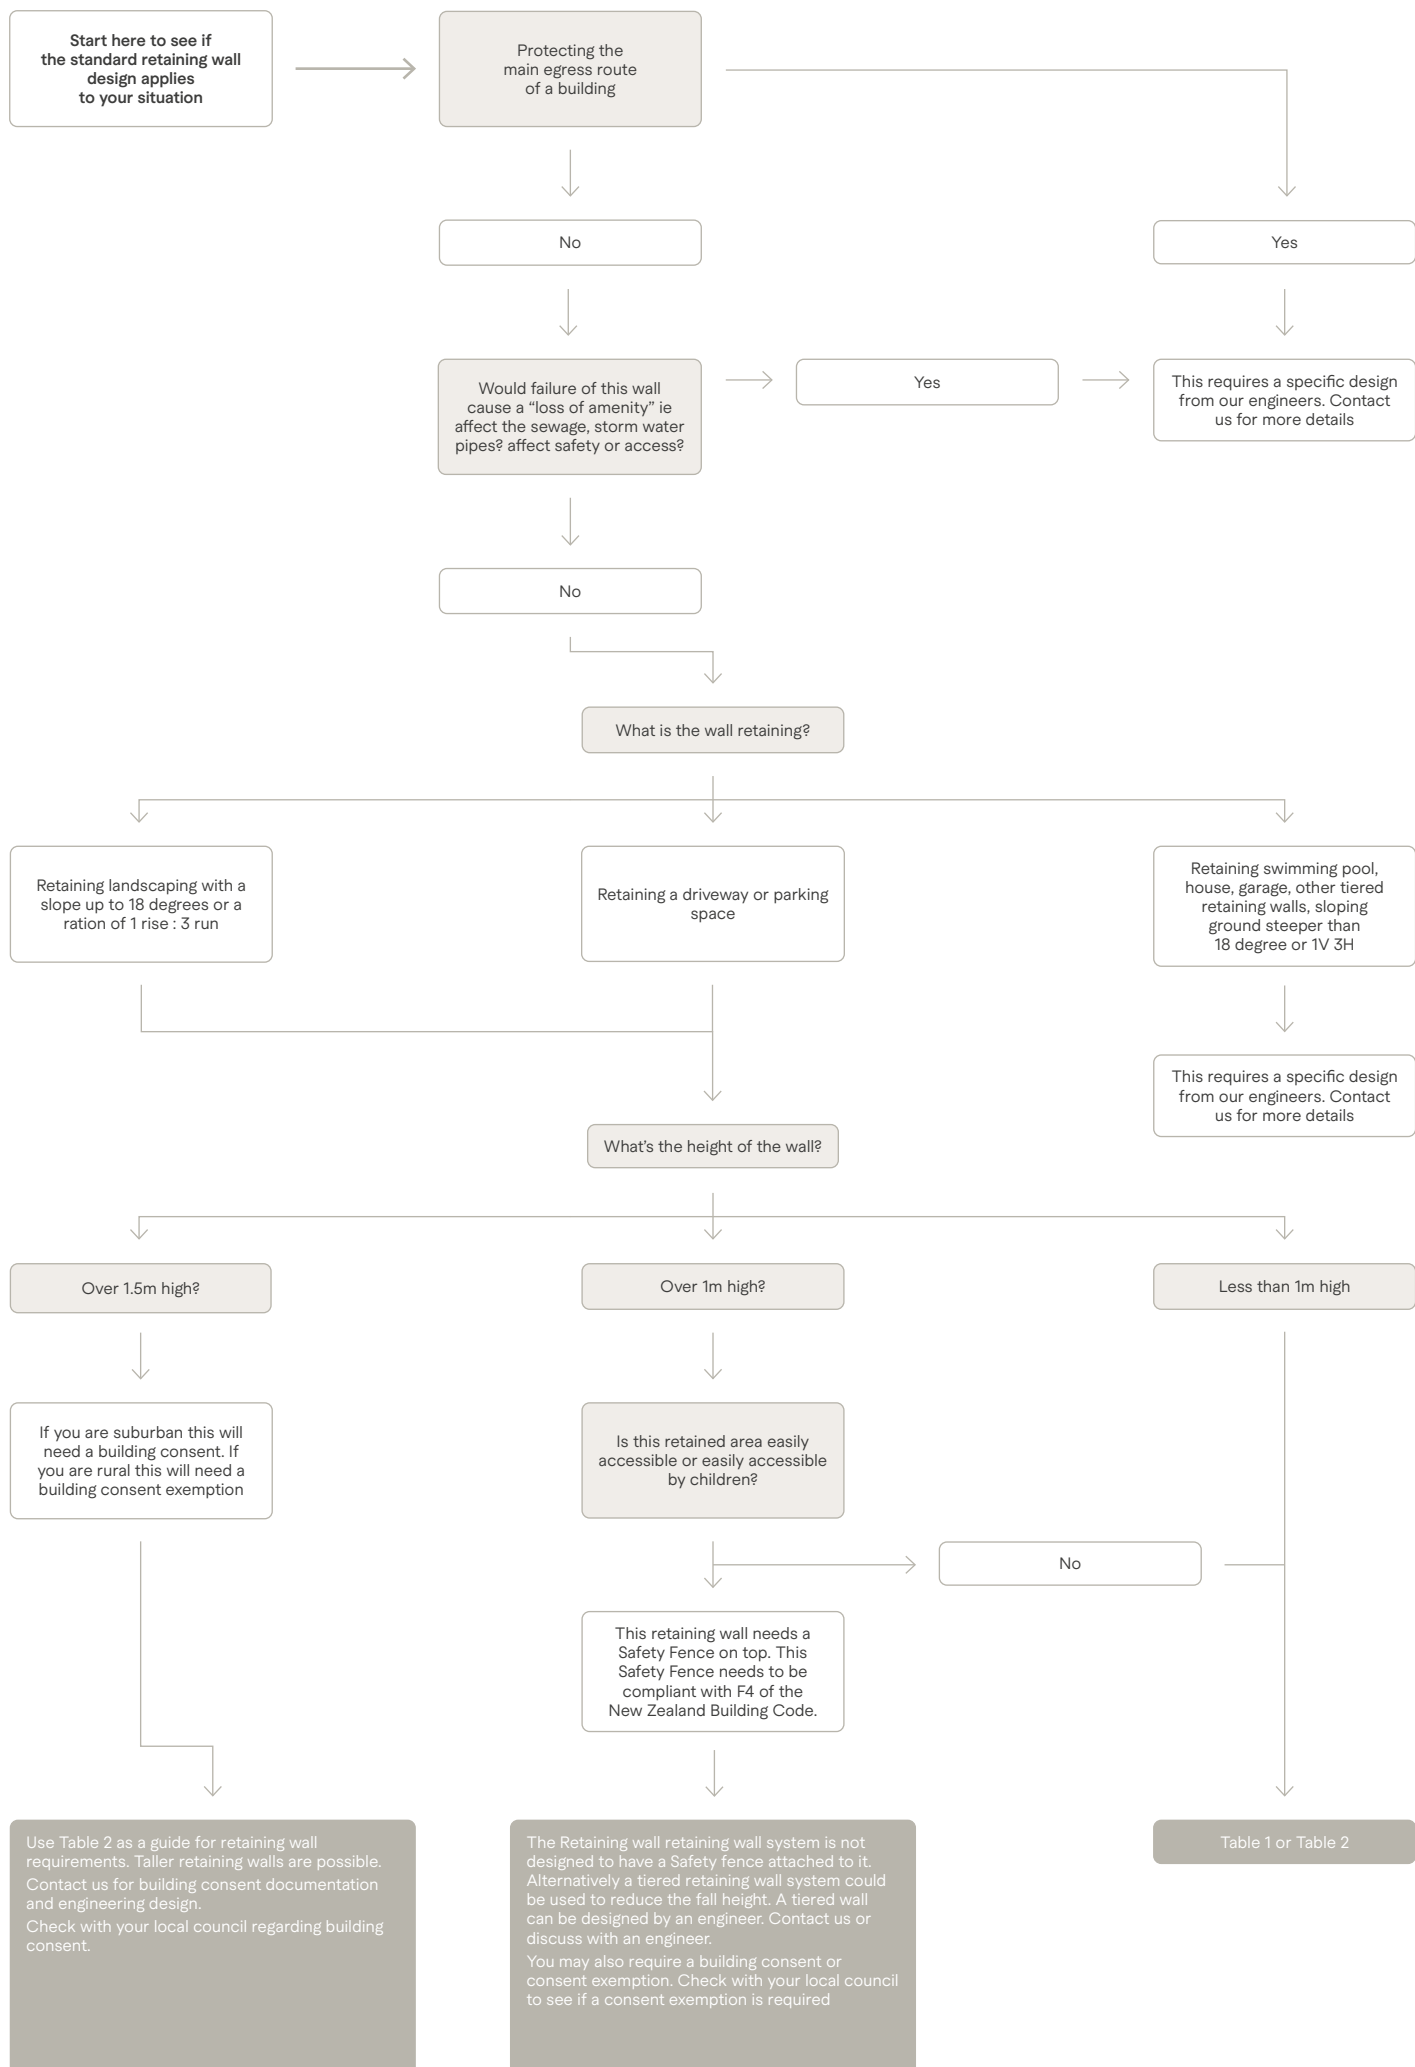 Start here to see if
the standard retaining wall
design applies
to your situation
Protecting the
main egress route
of a building
No
Yes
Would failure of this wall
cause a “loss of amenity” ie
affect the sewage, storm water
pipes? affect safety or access?
Yes
This requires a specific design
from our engineers. Contact
us for more details
No
What is the wall retaining?
Retaining landscaping with a
slope up to 18 degrees or a
ration of 1 rise : 3 run
Retaining a driveway or parking
space
Retaining swimming pool,
house, garage, other tiered
retaining walls, sloping
ground steeper than
18 degree or 1V 3H
This requires a specific design
from our engineers. Contact
us for more details
What’s the height of the wall?
Over 1.5m high?
Over 1m high?
Less than 1m high
If you are suburban this will
need a building consent. If
you are rural this will need a
building consent exemption
Is this retained area easily
accessible or easily accessible
by children?
No
This retaining wall needs a
Safety Fence on top. This
Safety Fence needs to be
compliant with F4 of the
New Zealand Building Code.
Use Table 2 as a guide for retaining wall
requirements. Taller retaining walls are possible.
Contact us for building consent documentation
and engineering design.
Check with your local council regarding building
consent.
The Retaining wall retaining wall system is not
designed to have a Safety fence attached to it.
Alternatively a tiered retaining wall system could
be used to reduce the fall height. A tiered wall
can be designed by an engineer. Contact us or
discuss with an engineer.
You may also require a building consent or
consent exemption. Check with your local council
to see if a consent exemption is required
Table 1 or Table 2